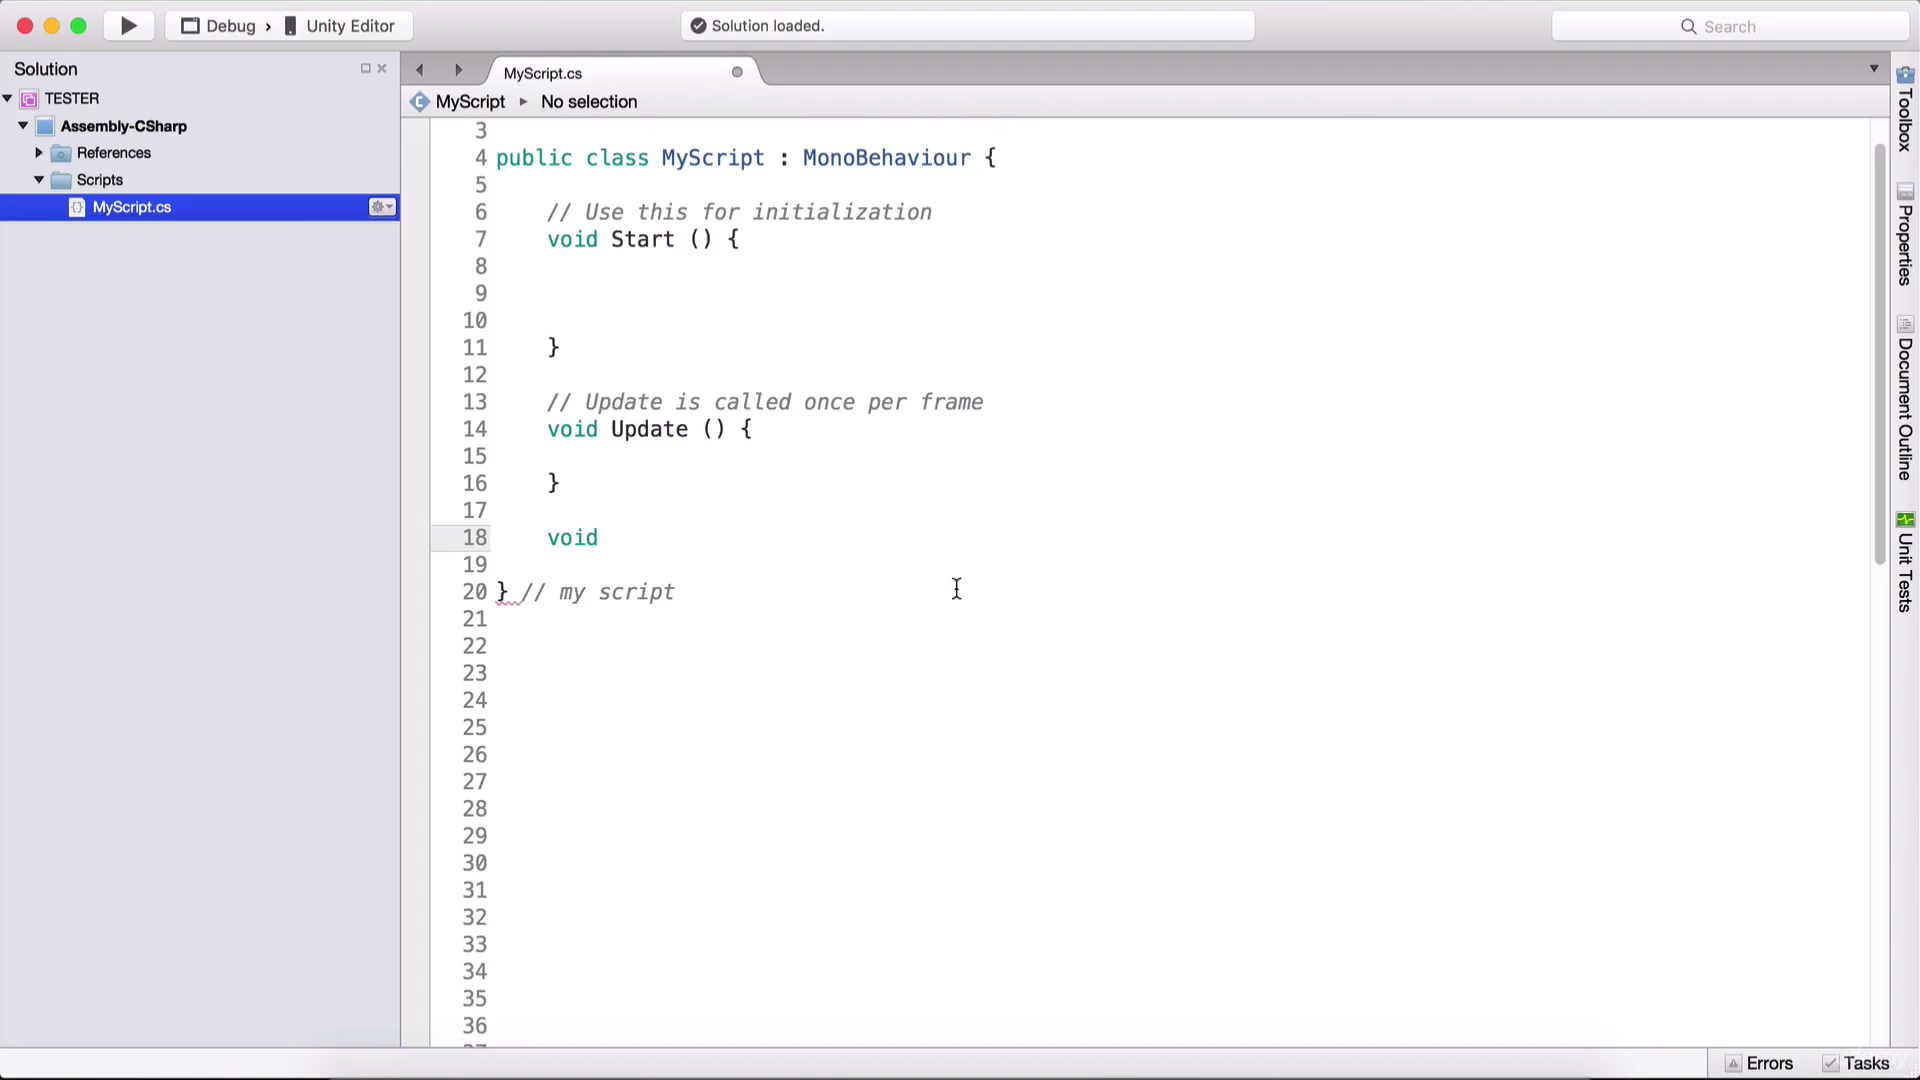 Debug › Unity Editor
Solution loaded.
Search
Solution
TESTER
Assembly-CSharp
References
Scripts
MyScript.cs
MyScript.cs
MyScript ▸ No selection
3
4 public class MyScript : MonoBehaviour {
5
6 // Use this for initialization
7 void Start () {
8
9
10
11 }
12
13 // Update is called once per frame
14 void Update () {
15
16 }
17
18 void
19
20 } // my script
21
22
23
24
25
26
27
28
29
30
31
32
33
34
35
36
Toolbox
Properties
Document Outline
Unit Tests
Errors
Tasks